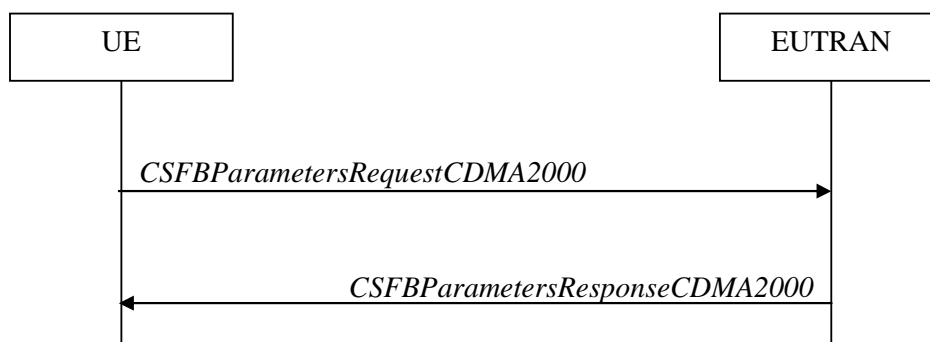 UE
EUTRAN
CSFBParametersRequestCDMA2000
CSFBParametersResponseCDMA2000